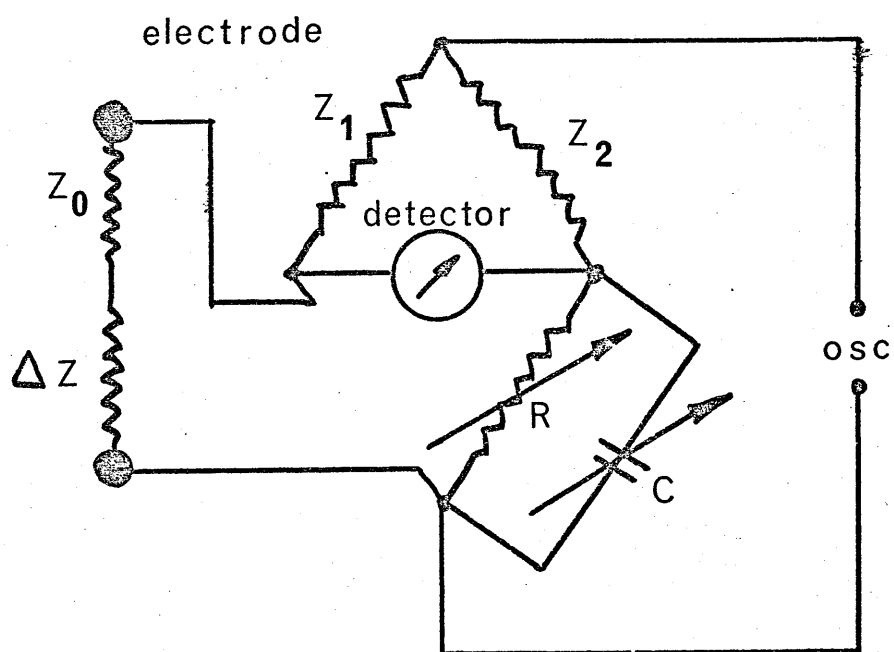 electrode
Z1
Z2
Z0
detector
ΔZ
osc
R
C